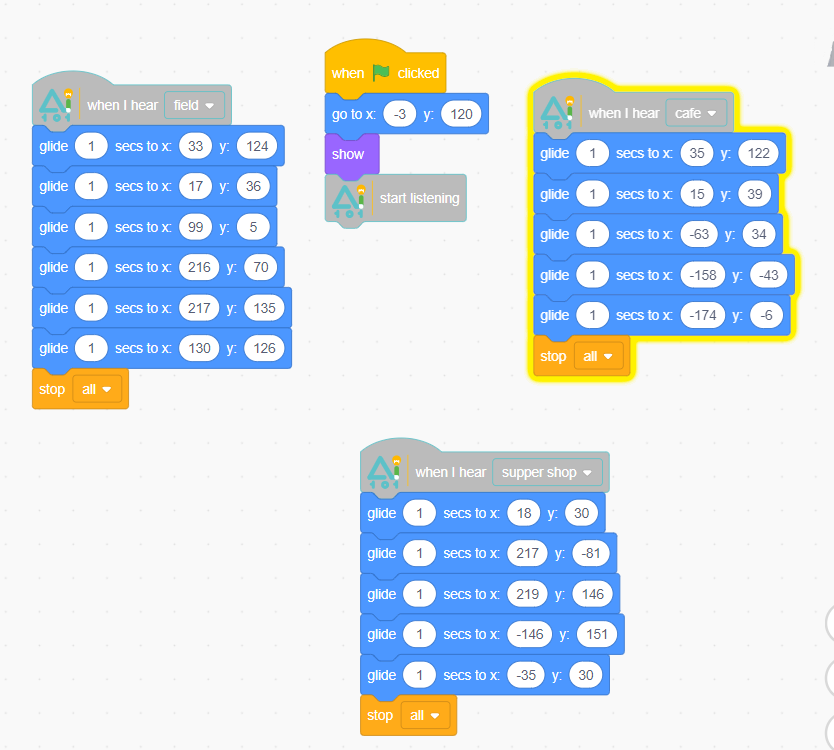 when I hear field
glide 1 secs to x: 33 y: 124
glide 1 secs to x: 17 y: 36
glide 1 secs to x: 99 y: 5
glide 1 secs to x: 216 y: 70
glide 1 secs to x: 217 y: 135
glide 1 secs to x: 130 y: 126
stop all
when clicked
go to x: -3 y: 120
show
start listening
when I hear cafe
glide 1 secs to x: 35 y: 122
glide 1 secs to x: 15 y: 39
glide 1 secs to x: -63 y: 34
glide 1 secs to x: -158 y: -43
glide 1 secs to x: -174 y: -6
stop all
when I hear supper shop
glide 1 secs to x: 18 y: 30
glide 1 secs to x: 217 y: -81
glide 1 secs to x: 219 y: 146
glide 1 secs to x: -146 y: 151
glide 1 secs to x: -35 y: 30
stop all